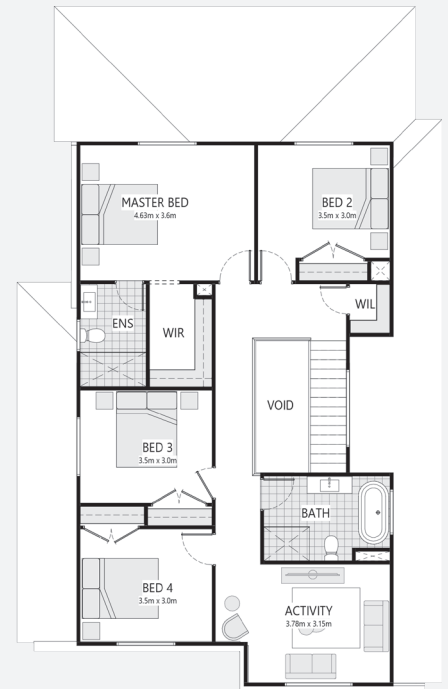 MASTER BED
4.63m x 3.6m
BED 2
3.5m x 3.0m
ENS
WIR
WIL
VOID
BED 3
3.5m x 3.0m
BATH
BED 4
3.5m x 3.0m
ACTIVITY
3.78m x 3.15m